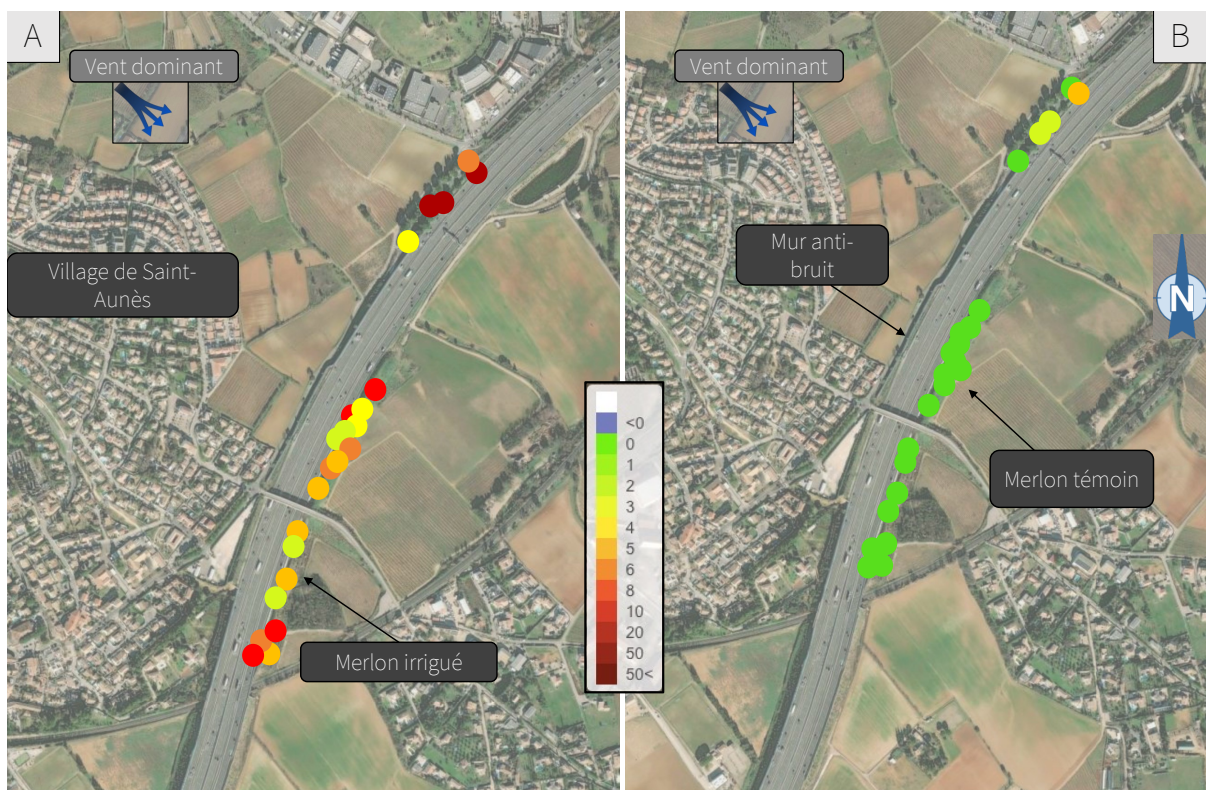 A
Vent dominant
Village de Saint-
Aunès
Merlon irrigué
<0
0
1
2
3
4
5
6
8
10
20
50
50<
B
Vent dominant
Mur anti-
bruit
N
Merlon témoin